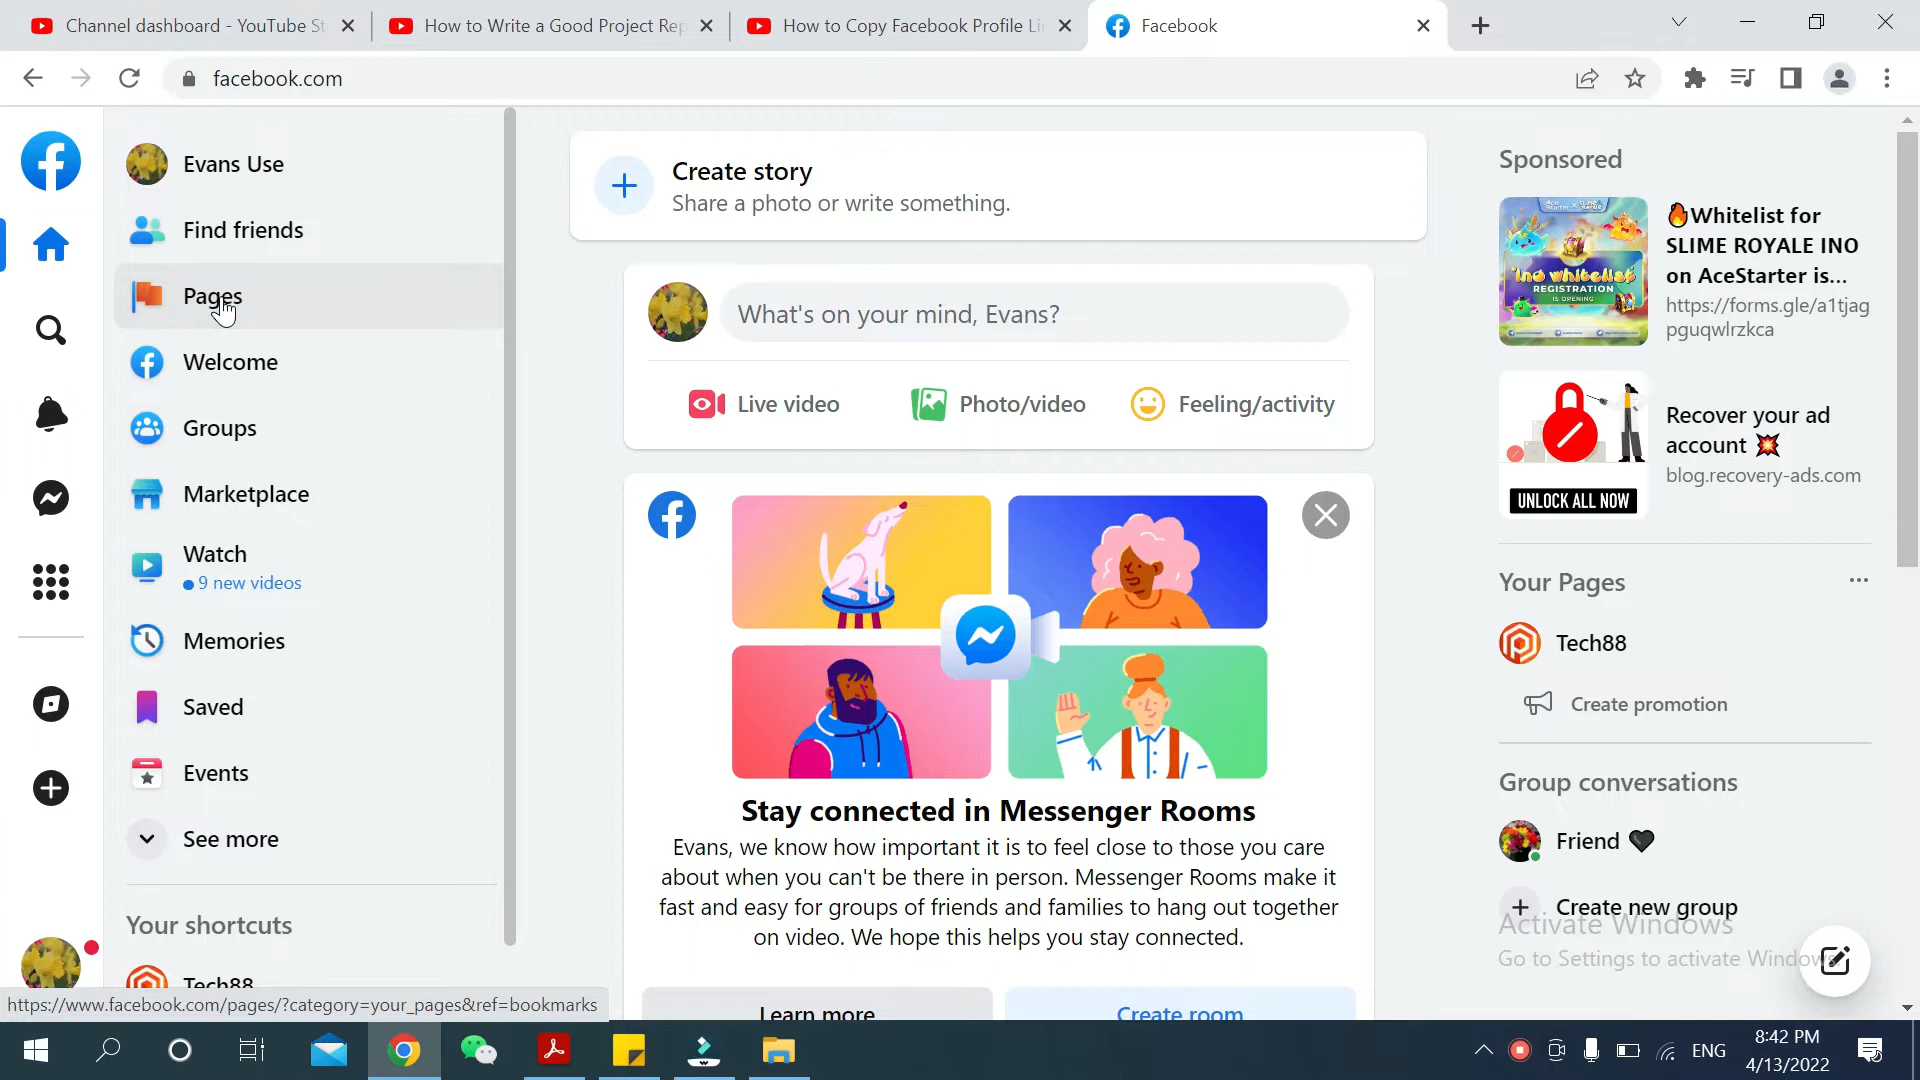 Channel dashboard - YouTube St
How to Write a Good Project Rep
How to Copy Facebook Profile Li
Facebook
facebook.com
Evans Use
Find friends
Pages
Welcome
Groups
Marketplace
Watch
9 new videos
Memories
Saved
Events
See more
Your shortcuts
Tech88
https://www.facebook.com/pages/?category=your_pages&ref=bookmarks
Create story
Share a photo or write something.
What's on your mind, Evans?
Live video
Photo/video
Feeling/activity
Stay connected in Messenger Rooms
Evans, we know how important it is to feel close to those you care
about when you can't be there in person. Messenger Rooms make it
fast and easy for groups of friends and families to hang out together
on video. We hope this helps you stay connected.
Learn more
Create room
Sponsored
INO WHITELIST
REGISTRATION
IS OPENING
🔥Whitelist for
SLIME ROYALE INO
on AceStarter is...
https://forms.gle/a1tjag
pguqwlrzkca
UNLOCK ALL NOW
Recover your ad
account 💥
blog.recovery-ads.com
Your Pages
Tech88
Create promotion
Group conversations
Friend 🖤
Create new group
Activate Windows
Go to Settings to activate Windows
ENG
8:42 PM
4/13/2022